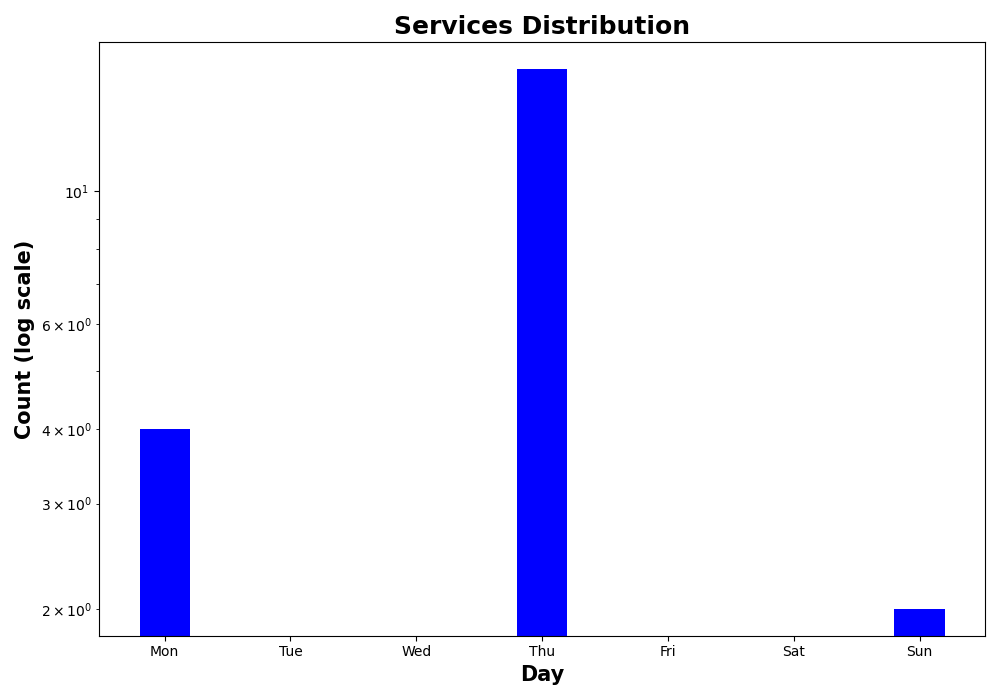 Services Distribution
Count (log scale)
10¹
6 × 10⁰
4 × 10⁰
3 × 10⁰
2 × 10⁰
Mon Tue Wed Thu Fri Sat Sun
Day